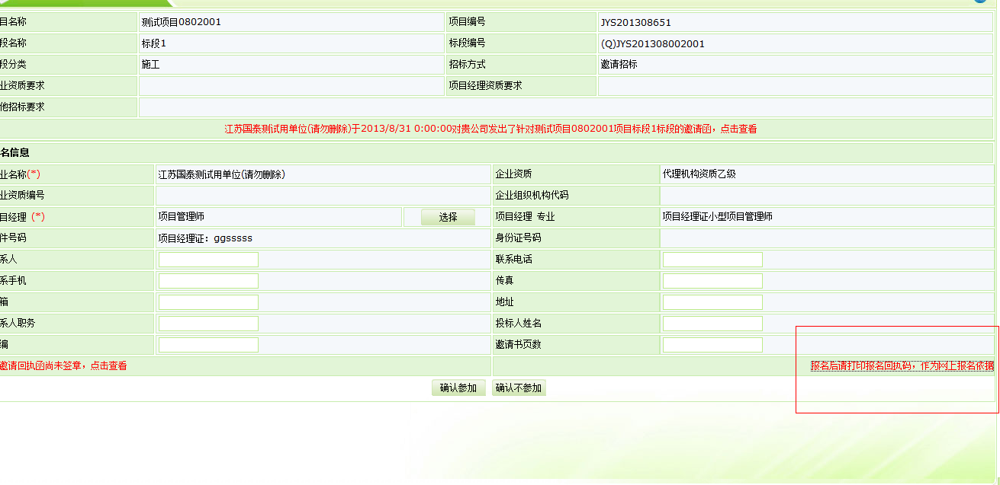 目名称 测试项目0802001 项目编号 JYS201308651
段名称 标段1 标段编号 (Q)JYS201308002001
段分类 施工 招标方式 邀请招标
业资质要求 项目经理资质要求
他招标要求
江苏国泰测试用单位(请勿删除)于2013/8/31 0:00:00对贵公司发出了针对测试项目0802001项目标段1标段的邀请函，点击查看
名信息
业名称(*) 江苏国泰测试用单位(请勿删除) 企业资质 代理机构资质乙级
业资质编号 企业组织机构代码
目经理 (*) 项目管理师 选择 项目经理 专业 项目经理证小型项目管理师
件号码 项目经理证：ggsssss 身份证号码
系人 联系电话
系手机 传真
箱 地址
系人职务 投标人姓名
编 邀请书页数
邀请回执函尚未签章，点击查看 报名后请打印报名回执码，作为网上报名依据
确认参加 确认不参加